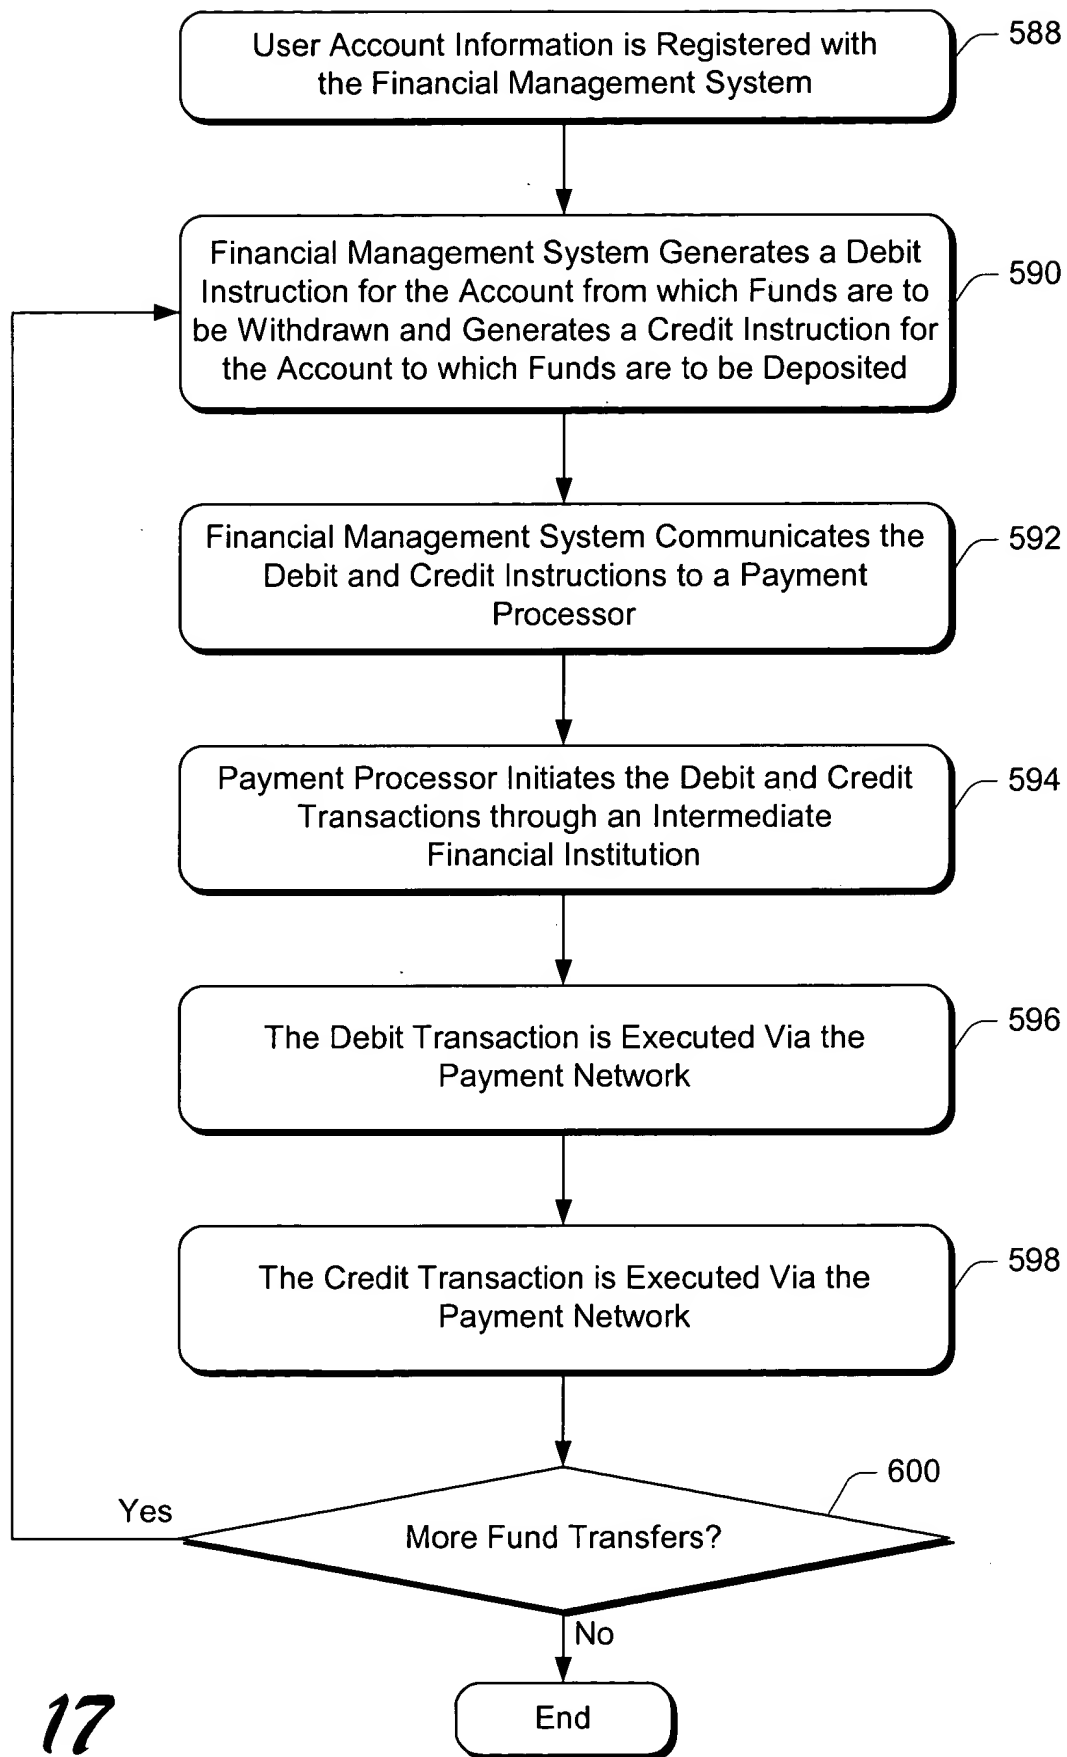 User Account Information is Registered with
the Financial Management System
588
Financial Management System Generates a Debit
Instruction for the Account from which Funds are to
be Withdrawn and Generates a Credit Instruction for
the Account to which Funds are to be Deposited
590
Financial Management System Communicates the
Debit and Credit Instructions to a Payment
Processor
592
Payment Processor Initiates the Debit and Credit
Transactions through an Intermediate
Financial Institution
594
The Debit Transaction is Executed Via the
Payment Network
596
The Credit Transaction is Executed Via the
Payment Network
598
600
Yes
More Fund Transfers?
No
End
17